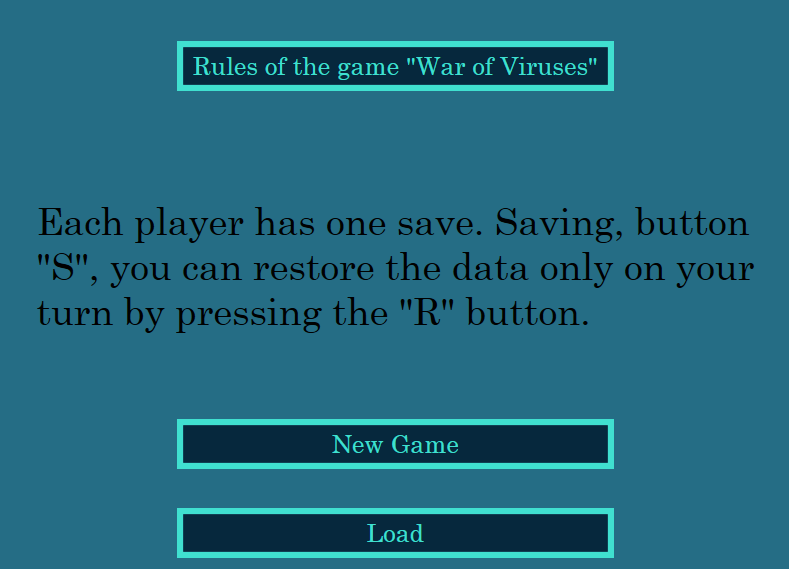 Rules of the game "War of Viruses"
Each player has one save. Saving, button
"S", you can restore the data only on your
turn by pressing the "R" button.
New Game
Load